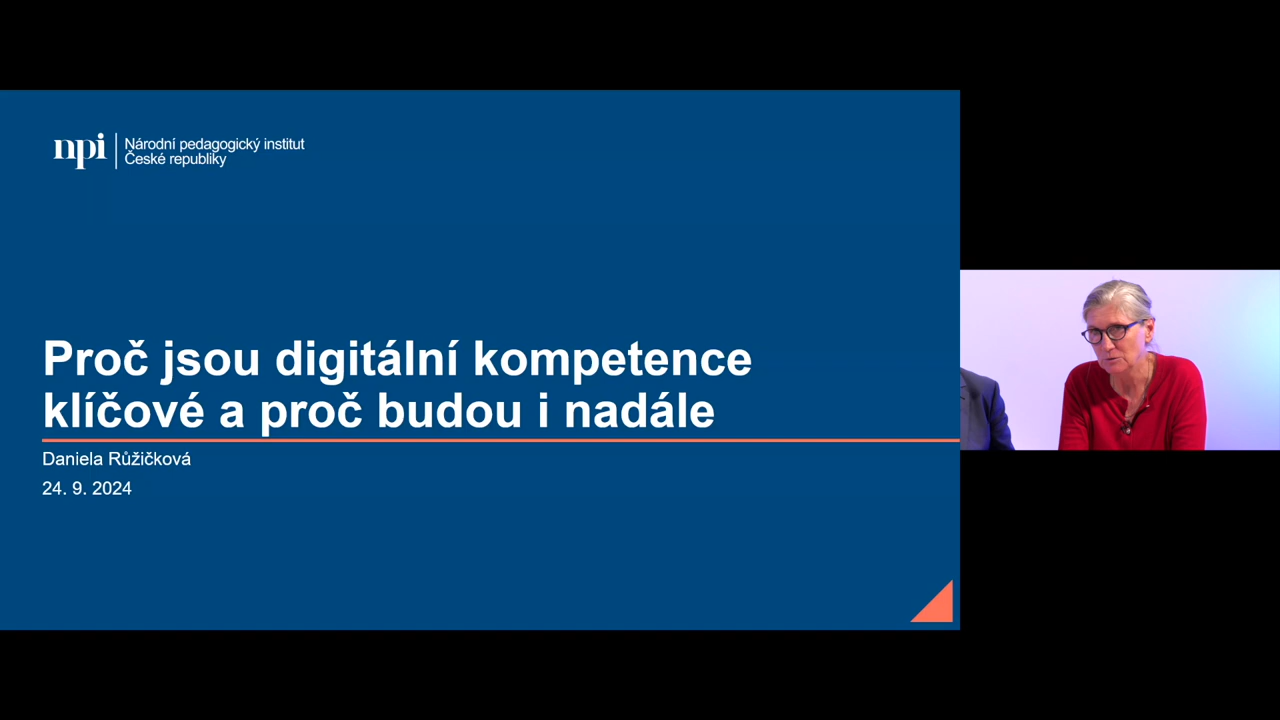 npi
Národní pedagogický institut
České republiky
Proč jsou digitální kompetence
klíčové a proč budou i nadále
Daniela Růžičková
24. 9. 2024